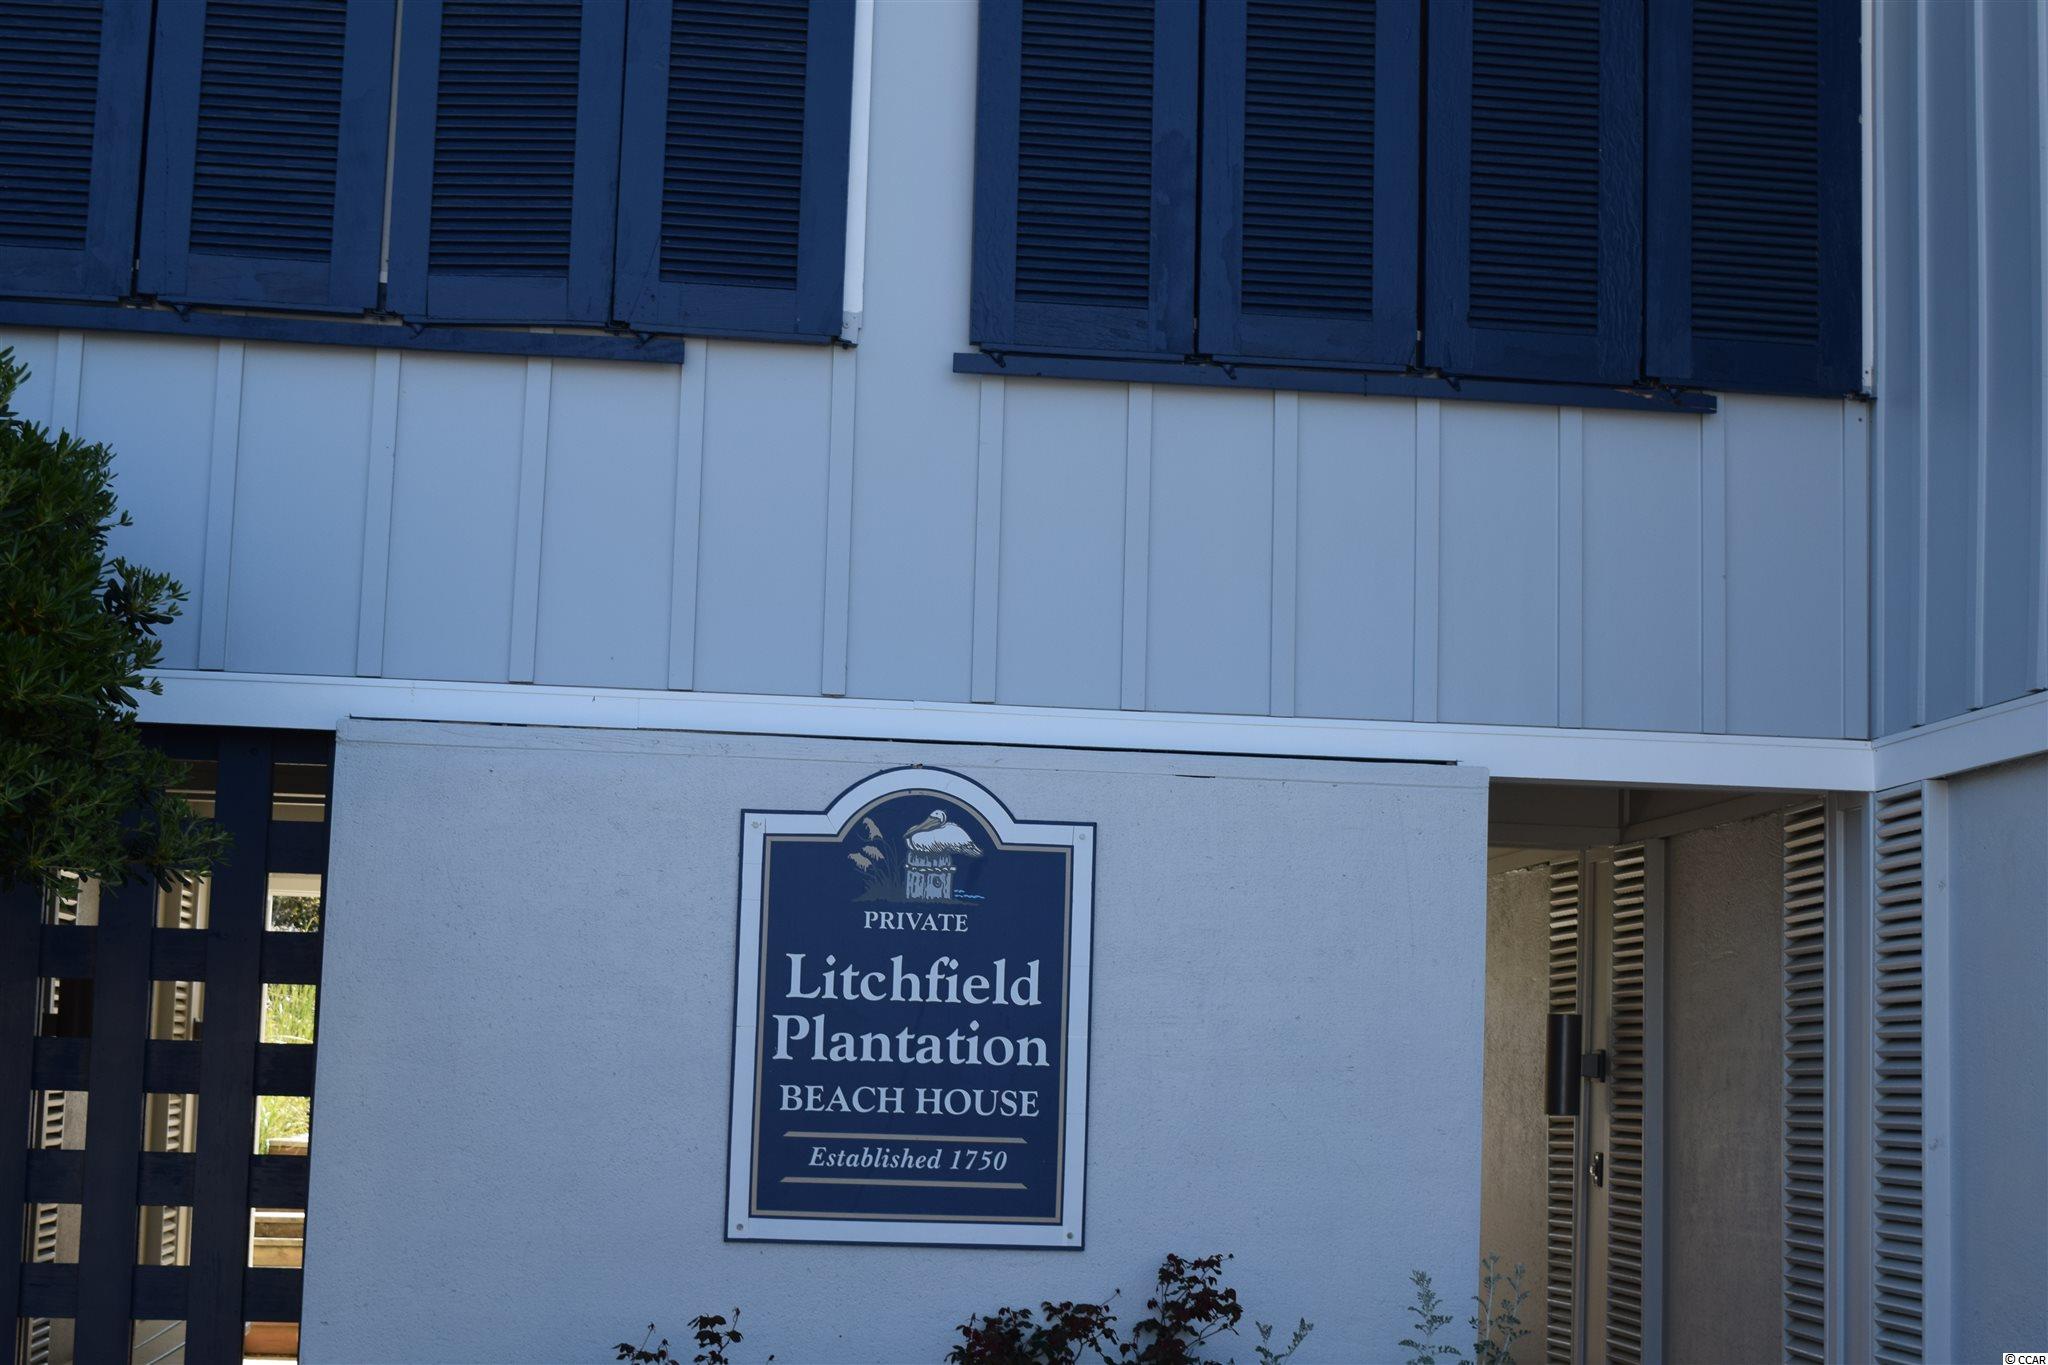 PRIVATE
Litchfield
Plantation
BEACH HOUSE
Established 1750
© CCAR